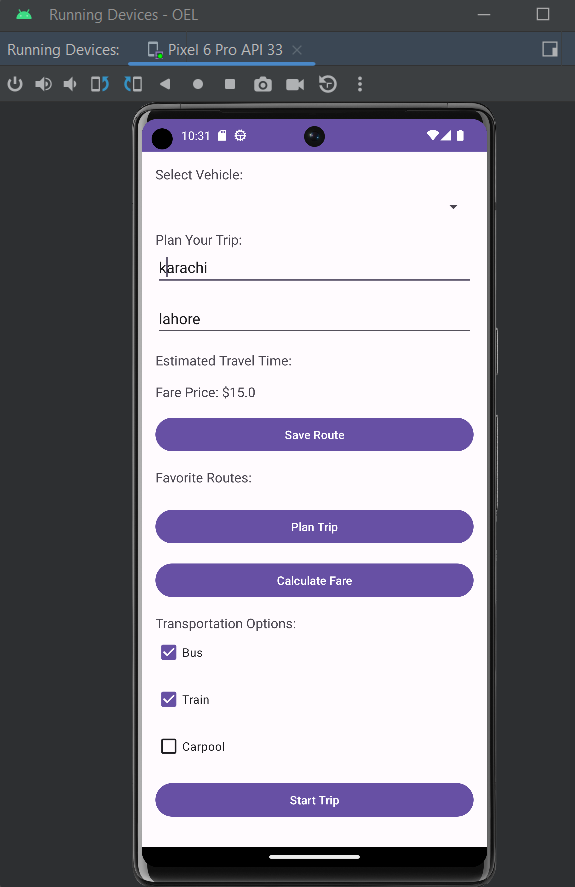 Running Devices - OEL
Running Devices: Pixel 6 Pro API 33
10:31
Select Vehicle:
Plan Your Trip:
karachi
lahore
Estimated Travel Time:
Fare Price: $15.0
Save Route
Favorite Routes:
Plan Trip
Calculate Fare
Transportation Options:
Bus
Train
Carpool
Start Trip